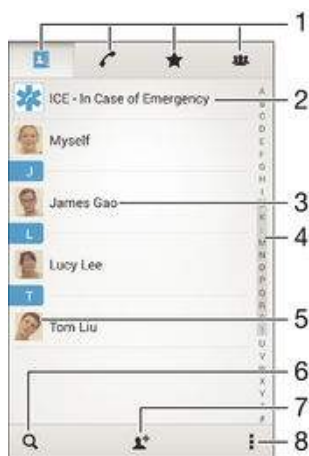 1
ICE - In Case of Emergency 2
Myself
J
James Gao 3
L
4
Lucy Lee
T
Tom Liu 5
6
7
8
A
B
C
D
E
F
G
H
I
K
M
N
O
P
Q
R
T
U
V
W
X
Y
#